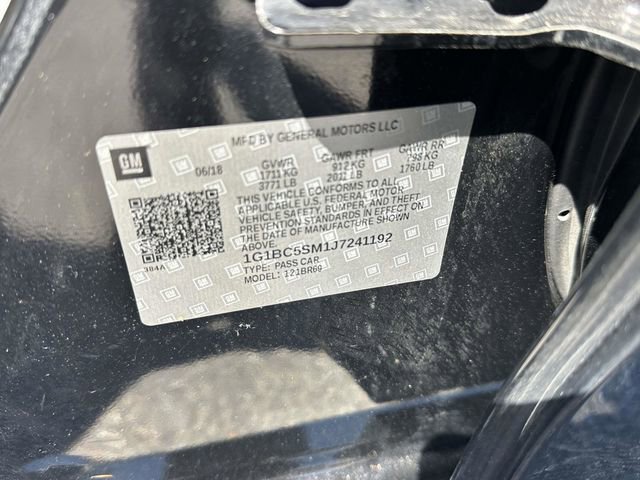 MFD BY GENERAL MOTORS LLC
GM
06/18 GVWR GAWR FRT GAWR RR
1711 KG 912 KG 798 KG
3771 LB 2011 LB 1760 LB
THIS VEHICLE CONFORMS TO ALL
APPLICABLE U.S. FEDERAL MOTOR
VEHICLE SAFETY, BUMPER, AND THEFT
PREVENTION STANDARDS IN EFFECT ON
THE DATE OF MANUFACTURE SHOWN
ABOVE.
384A
1G1BC5SM1J7241192
TYPE: PASS CAR
MODEL: 121BR69